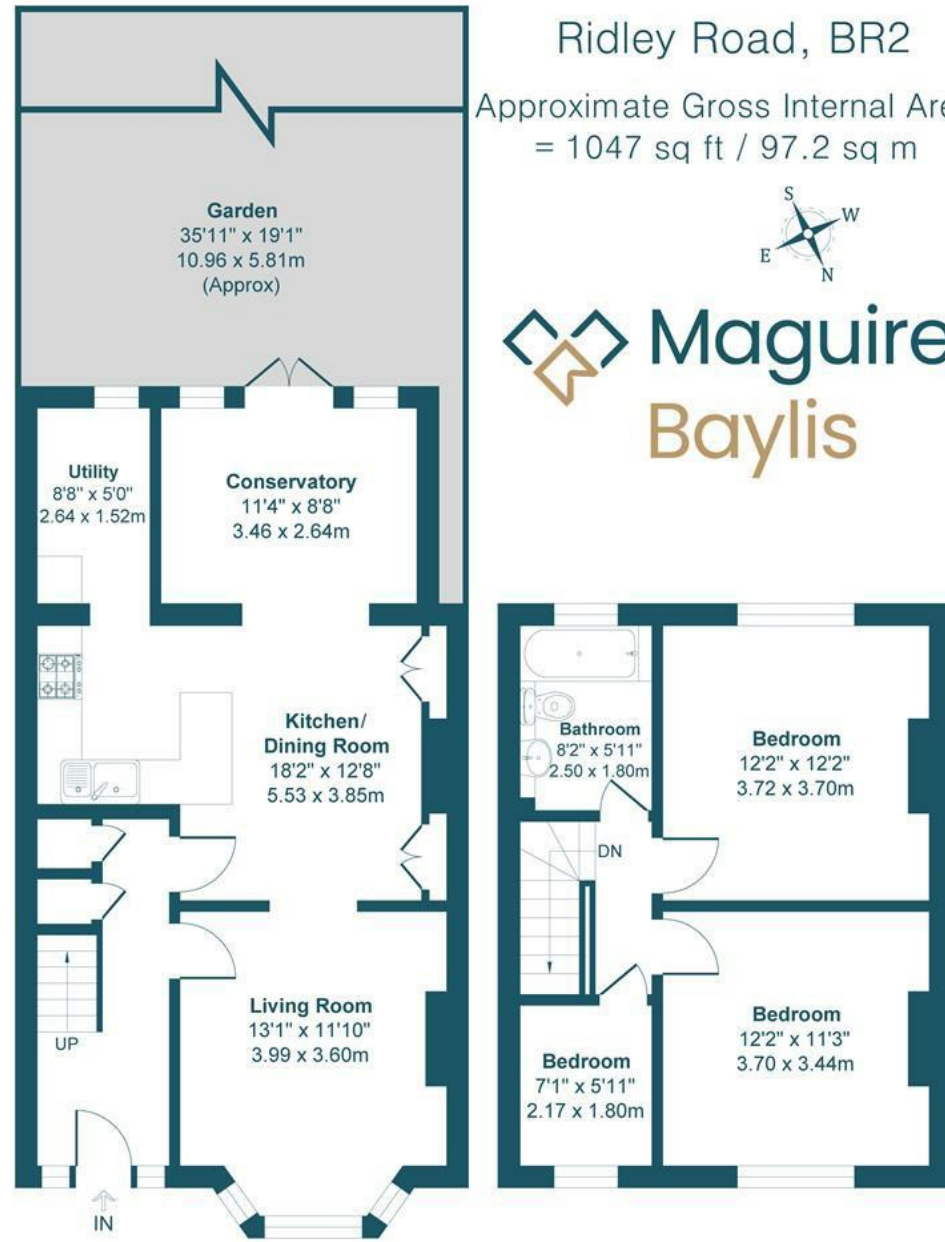 Ridley Road, BR2
Approximate Gross Internal Are
= 1047 sq ft / 97.2 sq m
S
W
E
N
Maguire
Baylis
Garden
35'11" x 19'1"
10.96 x 5.81m
(Approx)
Utility
8'8" x 5'0"
2.64 x 1.52m
Conservatory
11'4" x 8'8"
3.46 x 2.64m
Kitchen/
Dining Room
18'2" x 12'8"
5.53 x 3.85m
Living Room
13'1" x 11'10"
3.99 x 3.60m
UP
IN
Bathroom
8'2" x 5'11"
2.50 x 1.80m
Bedroom
12'2" x 12'2"
3.72 x 3.70m
DN
Bedroom
12'2" x 11'3"
3.70 x 3.44m
Bedroom
7'1" x 5'11"
2.17 x 1.80m